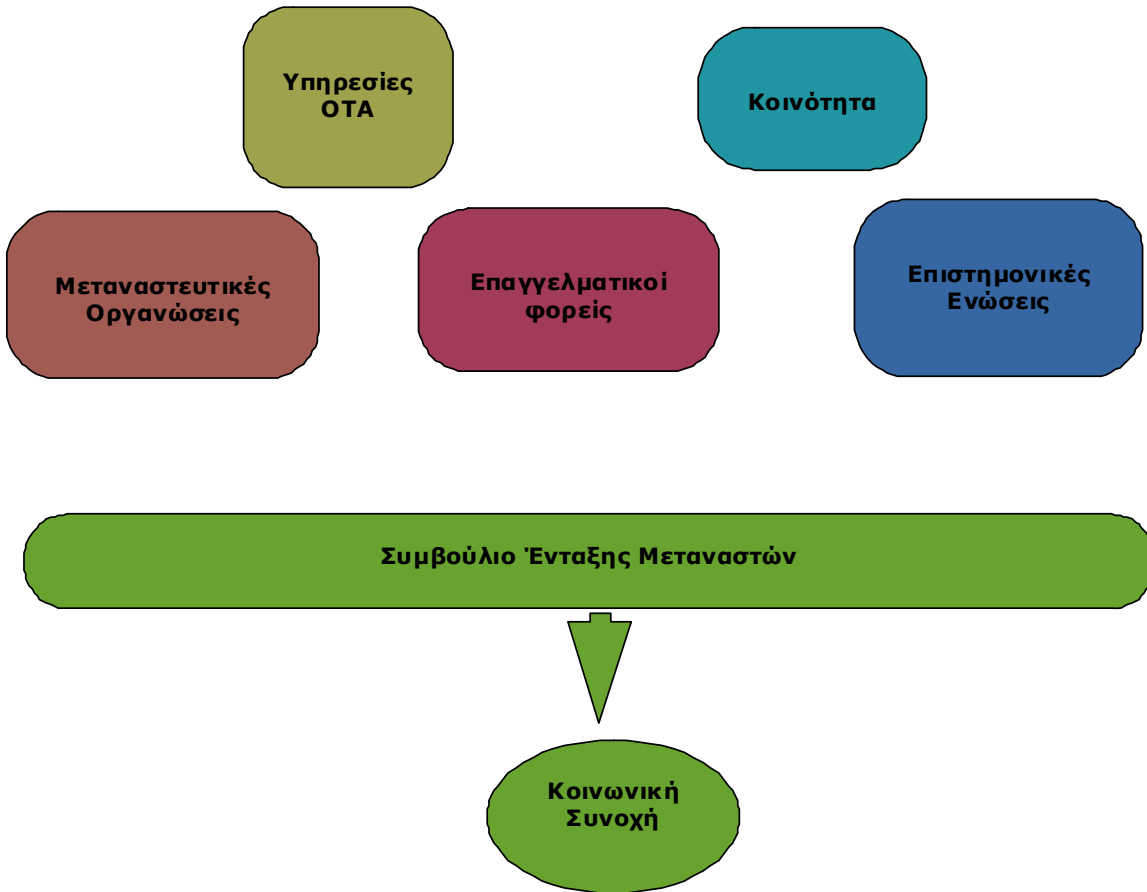 Υπηρεσίες
ΟΤΑ
Κοινότητα
Μεταναστευτικές
Οργανώσεις
Επαγγελματικοί
φορείς
Επιστημονικές
Ενώσεις
Συμβούλιο Ένταξης Μεταναστών
Κοινωνική
Συνοχή